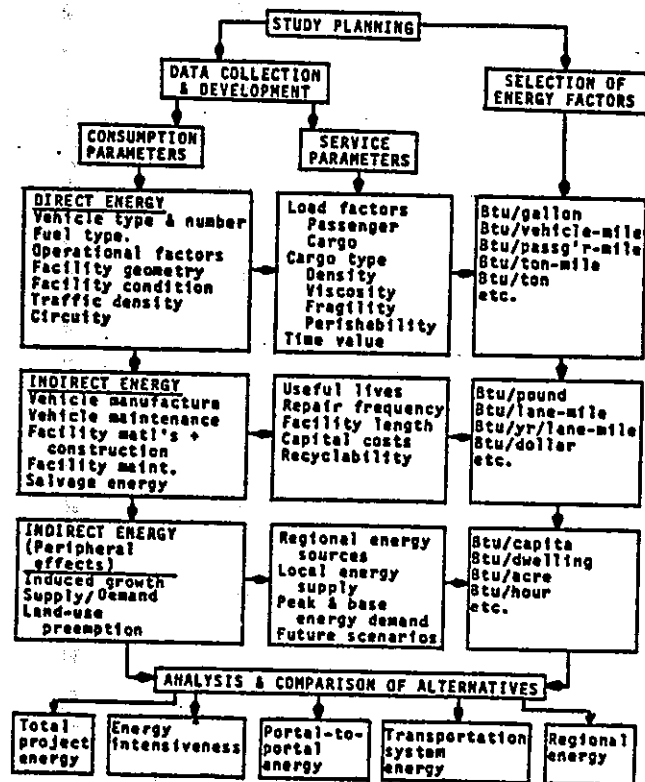 STUDY PLANNING
DATA COLLECTION
& DEVELOPMENT
SELECTION OF
ENERGY FACTORS
CONSUMPTION
PARAMETERS
SERVICE
PARAMETERS
DIRECT ENERGY
Vehicle type & number
Fuel type.
Operational factors
Facility geometry
Facility condition
Traffic density
Circuity
Load factors
Passenger
Cargo
Cargo type
Density
Viscosity
Fragility
Perishability
Time value
Btu/gallon
Btu/vehicle-mile
Btu/passg'r-mile
Btu/ton-mile
Btu/ton
etc.
INDIRECT ENERGY
Vehicle manufacture
Vehicle maintenance
Facility matl's +
construction
Facility maint.
Salvage energy
Useful lives
Repair frequency
Facility length
Capital costs
Recyclability
Btu/pound
Btu/lane-mile
Btu/yr/lane-mile
Btu/dollar
etc.
INDIRECT ENERGY
(Peripheral
effects)
Induced growth
Supply/Demand
Land-use
preemption
Regional energy
sources
Local energy
supply
Peak & base
energy demand
Future scenarios
Btu/capita
Btu/dwelling
Btu/acre
Btu/hour
etc.
ANALYSIS & COMPARISON OF ALTERNATIVES
Total
project
energy
Energy
intensiveness
Portal-to-
portal
energy
Transportation
system
energy
Regional
energy